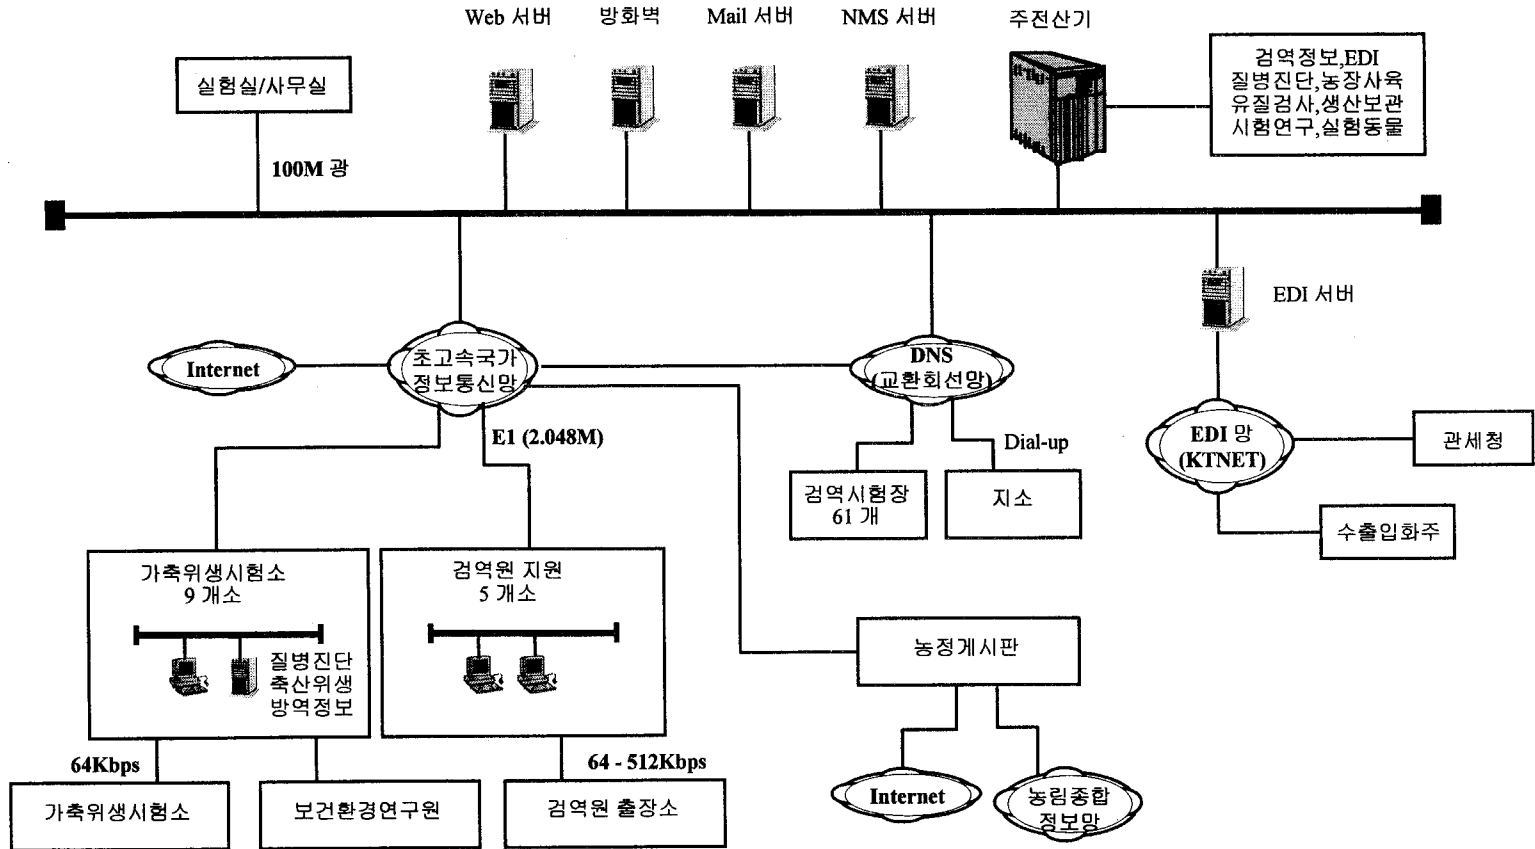 Web 서버
방화벽
Mail 서버
NMS 서버
주전산기
실험실/사무실
검역정보,EDI
질병진단,농장사육
유질검사,생산보관
시험연구,실험동물
100M 광
EDI 서버
Internet
초고속국가
정보통신망
DNS
(교환회선망)
E1 (2.048M)
Dial-up
EDI 망
(KTNET)
관세청
검역시험장
61 개
지소
수출입화주
가축위생시험소
9 개소
검역원 지원
5 개소
질병진단
축산위생
방역정보
농정게시판
64Kbps
64 - 512Kbps
가축위생시험소
보건환경연구원
검역원 출장소
Internet
농림종합
정보망